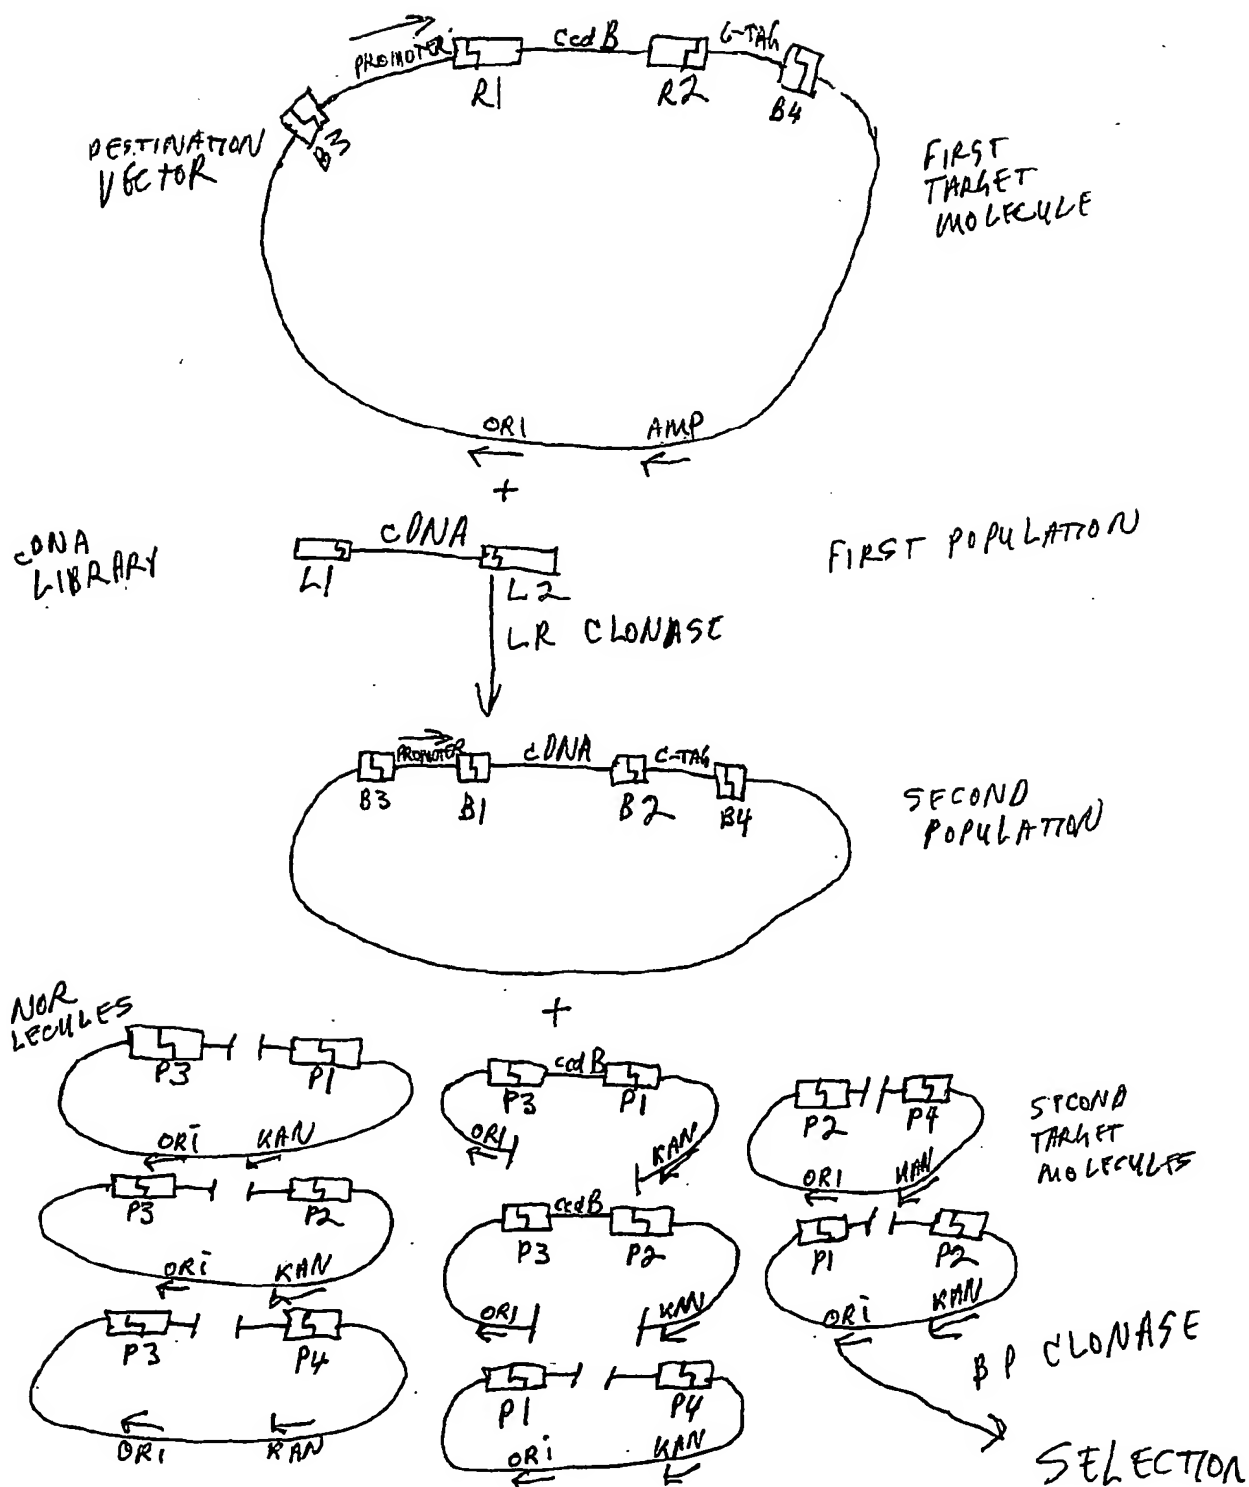 PROMOTER
CcdB
C-TAG
R1
R2
B4
B3
DESTINATION
VECTOR
FIRST
TARGET
MOLECULE
ORI
AMP
+
cDNA
LIBRARY
cDNA
L1
L2
FIRST POPULATION
LR CLONASE
PROMOTER
cDNA
C-TAG
B3
B1
B2
B4
SECOND
POPULATION
+
NOR
LECULES
P3
P1
ORI
KAN
ccdB
P3
P1
ORI
KAN
P2
P4
ORI
KAN
SECOND
TARGET
MOLECULES
P3
P2
ORI
KAN
ccdB
P3
P2
ORI
KAN
P1
P2
ORI
KAN
P3
P4
ORI
KAN
P1
P4
ORI
KAN
BP CLONASE
SELECTION